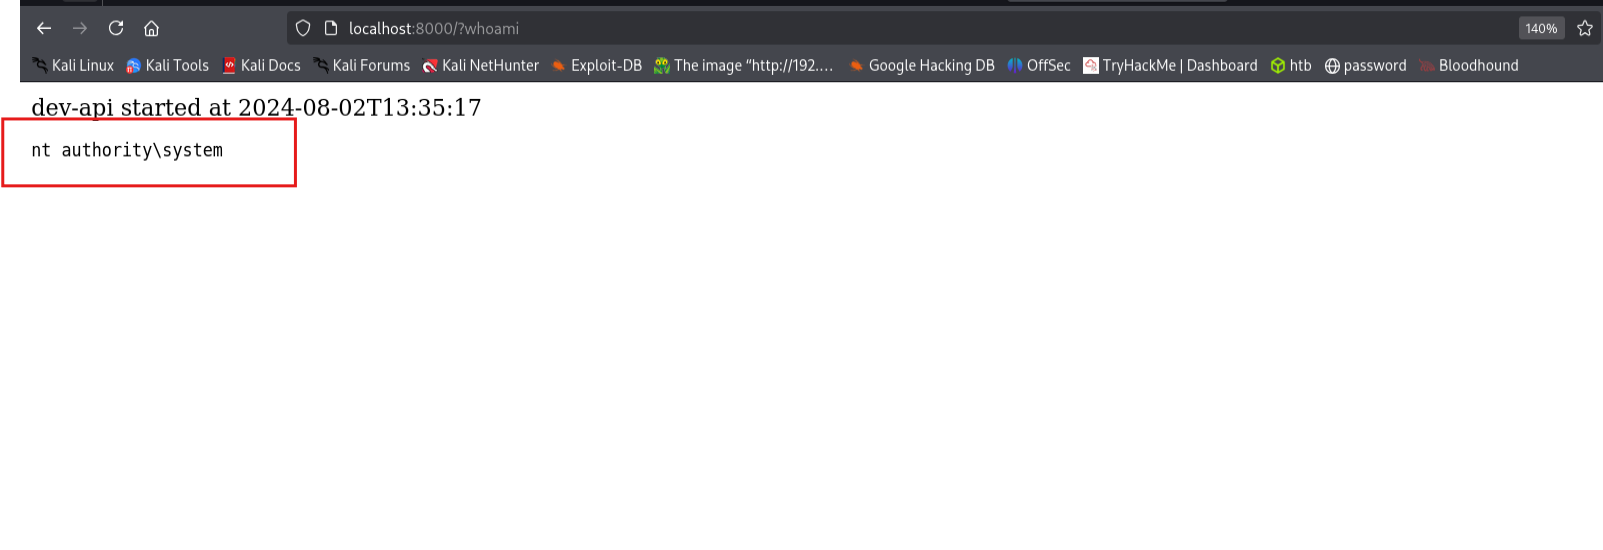 localhost:8000/?whoami 140%
Kali Linux Kali Tools Kali Docs Kali Forums Kali NetHunter Exploit-DB The image “http://192.… Google Hacking DB OffSec TryHackMe | Dashboard htb password Bloodhound
dev-api started at 2024-08-02T13:35:17
nt authority\system